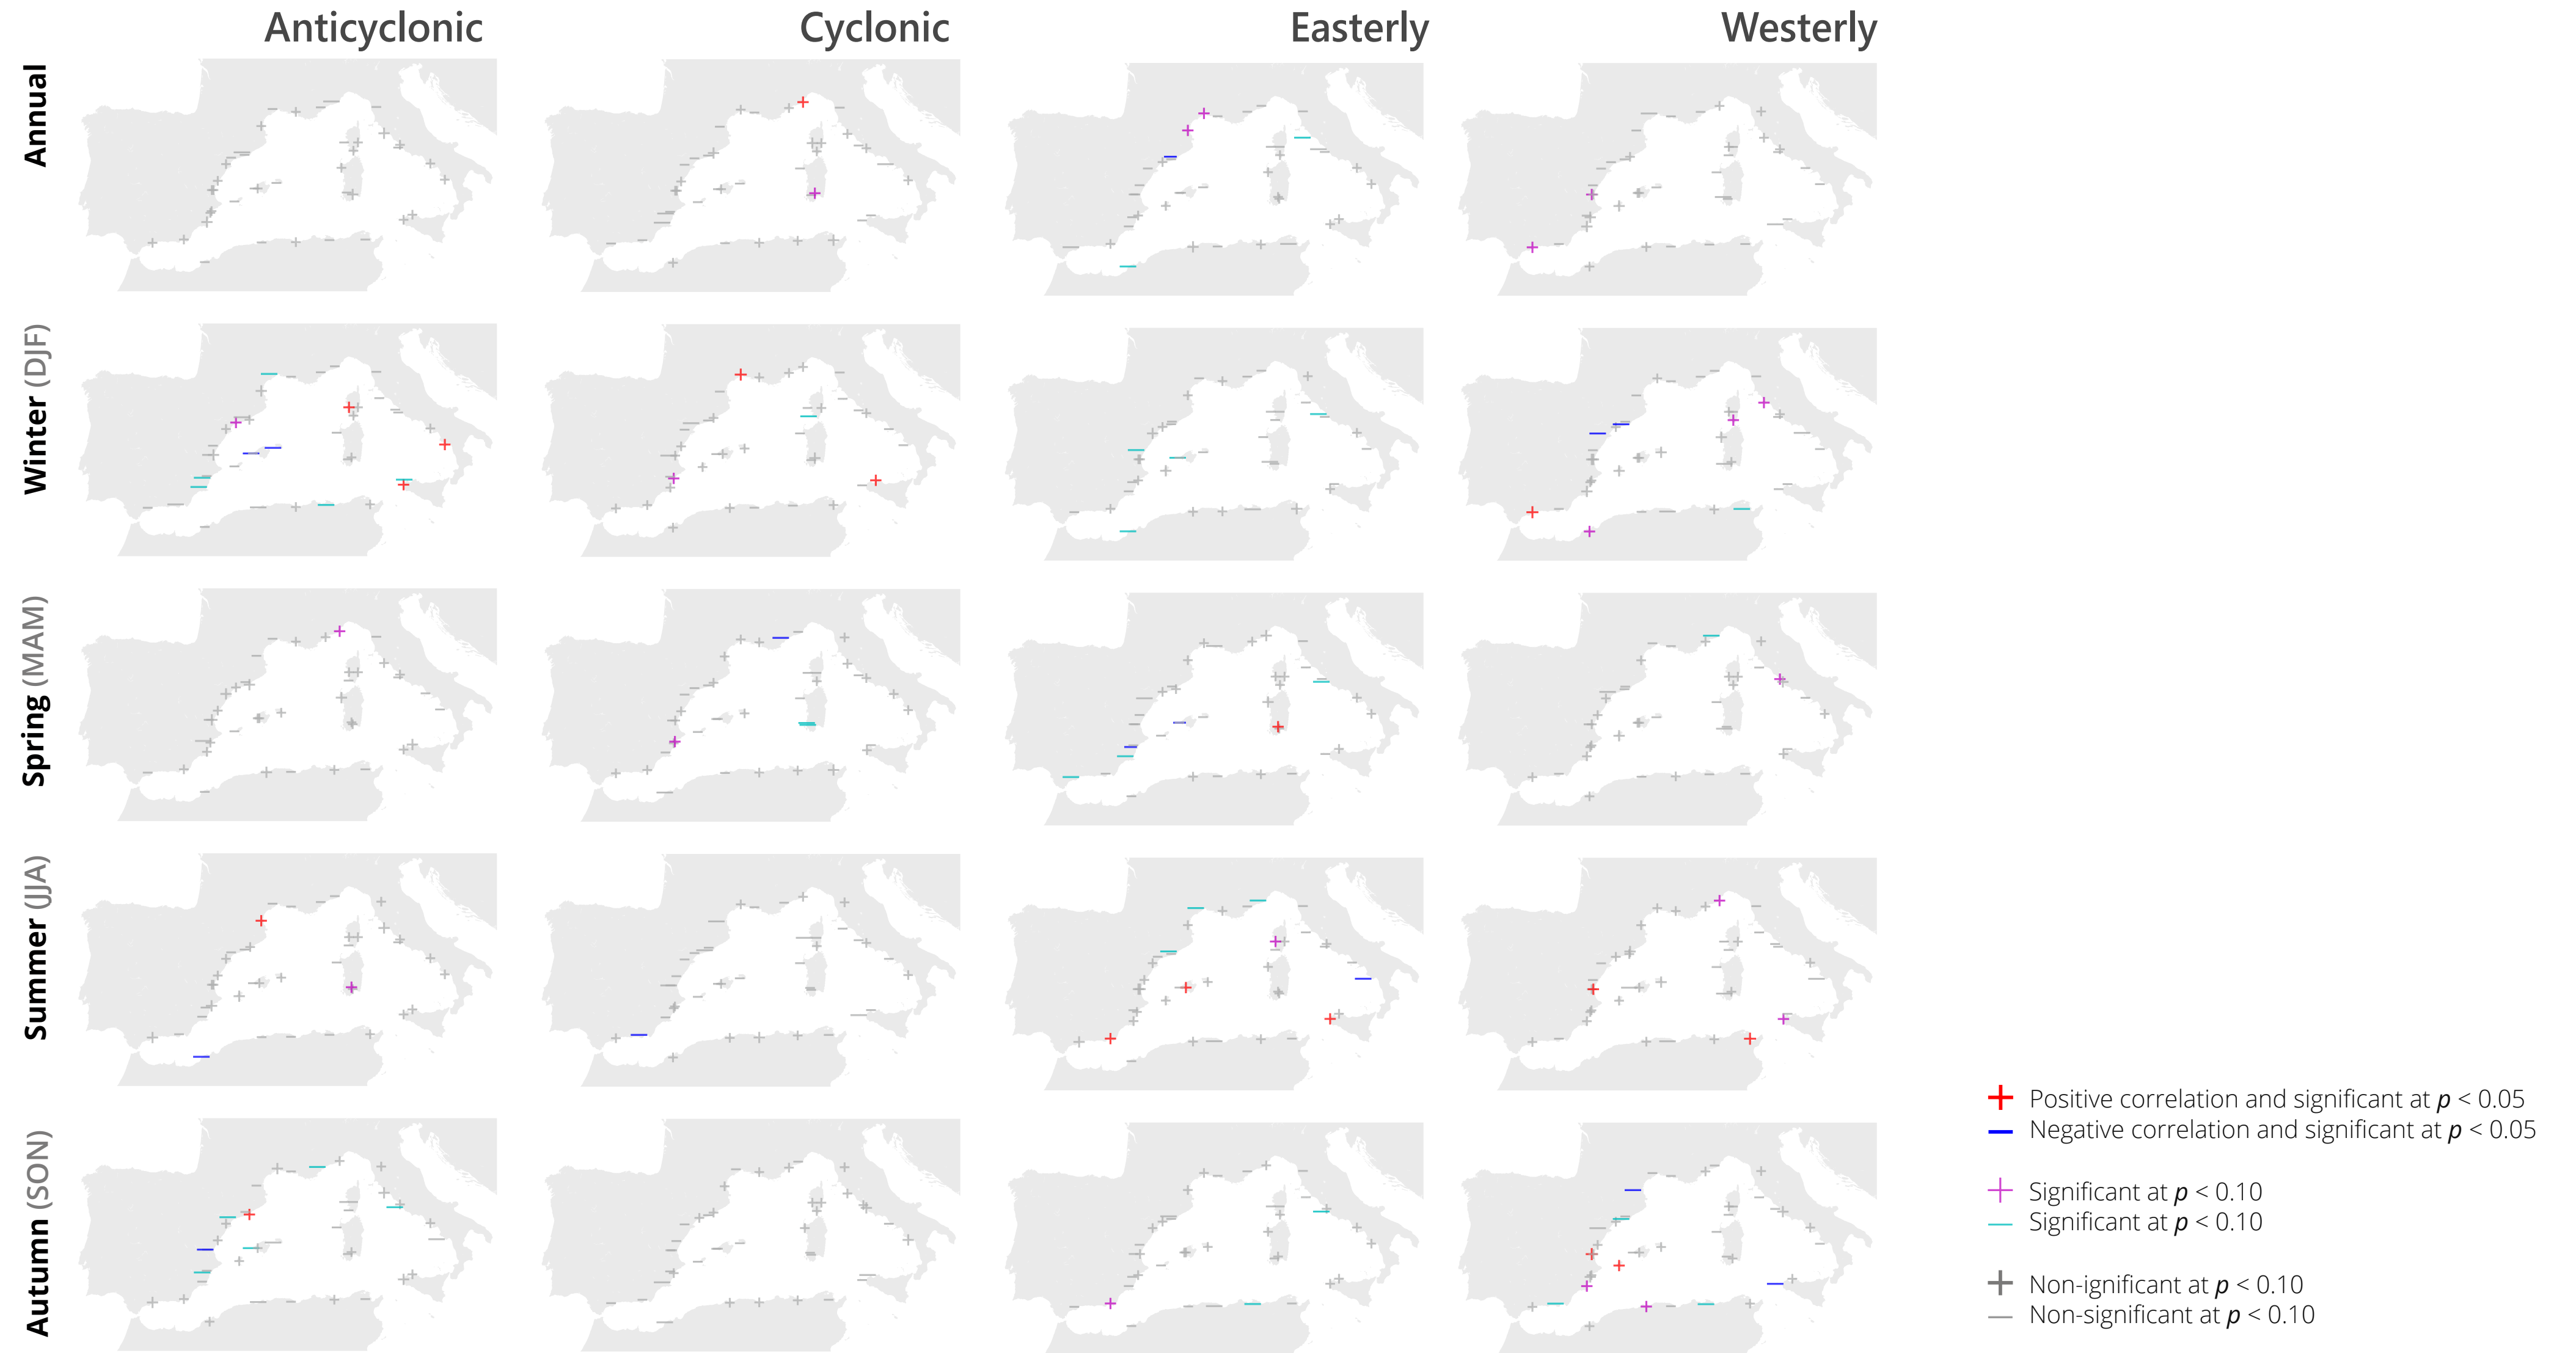 Anticyclonic
Cyclonic
Easterly
Westerly
Annual
Winter (DJF)
Spring (MAM)
Summer (JJA)
Autumn (SON)
Positive correlation and significant at p < 0.05
Negative correlation and significant at p < 0.05
Significant at p < 0.10
Significant at p < 0.10
Non-ignificant at p < 0.10
Non-significant at p < 0.10